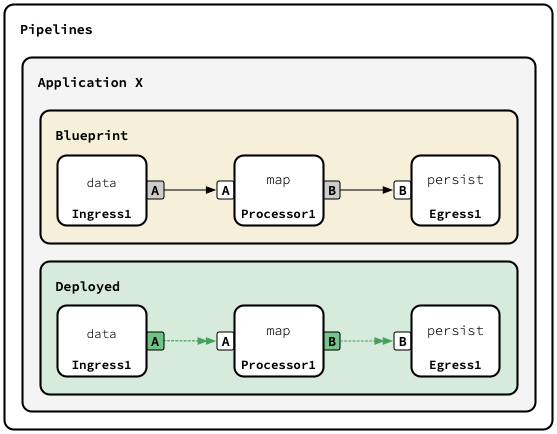 Pipelines
Application X
Blueprint
data
Ingress1
A
A
map
Processor1
B
B
persist
Egress1
Deployed
data
Ingress1
A
A
map
Processor1
B
B
persist
Egress1